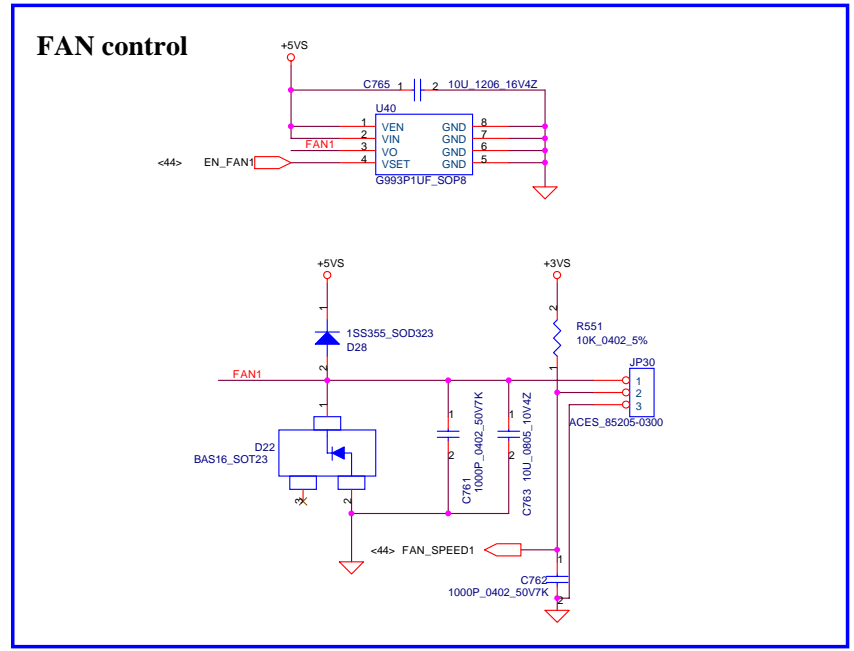 FAN control
+5VS
C765 1 2 10U_1206_16V4Z
U40
1 VEN GND 8
2 VIN GND 7
FAN1 3 VO GND 6
<44> EN_FAN1 4 VSET GND 5
G993P1UF_SOP8
+5VS
+3VS
1
2
1SS355_SOD323
D28
2
R551
10K_0402_5%
1
JP30
FAN1
1
2
3
ACES_85205-0300
1
D22
BAS16_SOT23
3
2
1
2
C761
1000P_0402_50V7K
1
2
C763 10U_0805_10V4Z
<44> FAN_SPEED1
1
C762
1000P_0402_50V7K
2